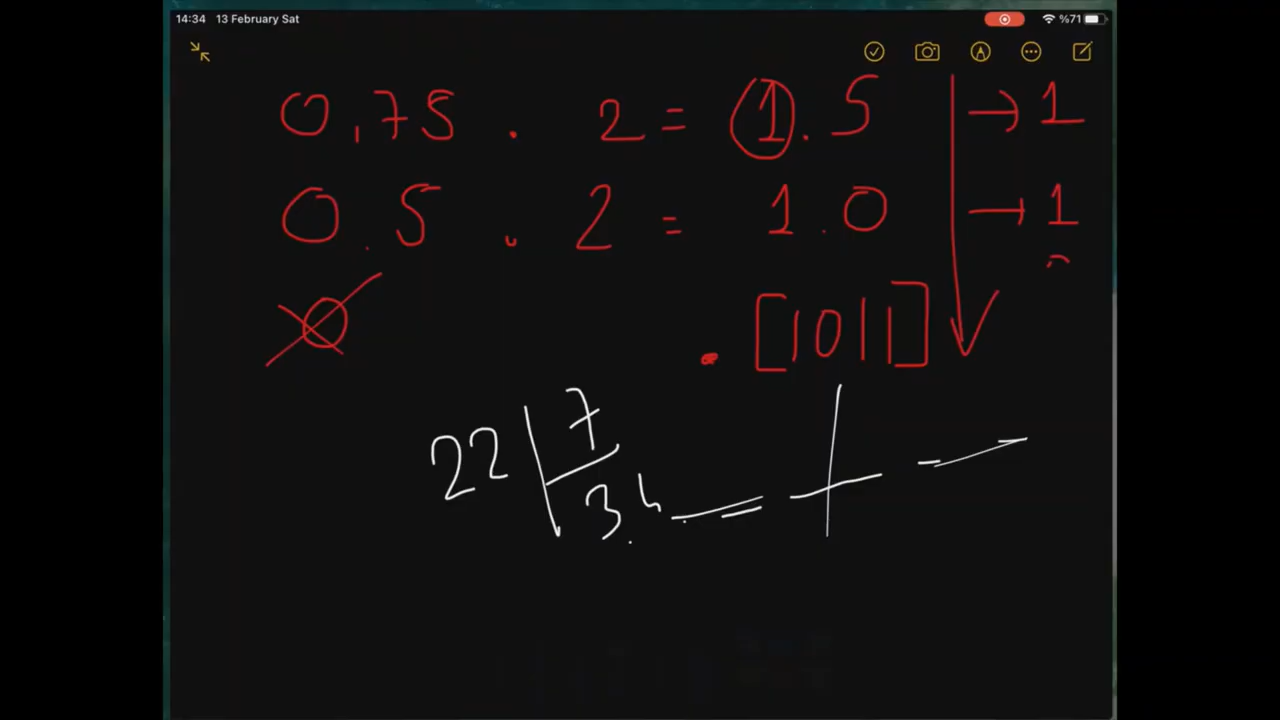 14:34 13 February Sat %71
0,75 . 2 = 1.5 → 1
0.5 . 2 = 1.0 → 1
0
. [1011]
22 7
3.